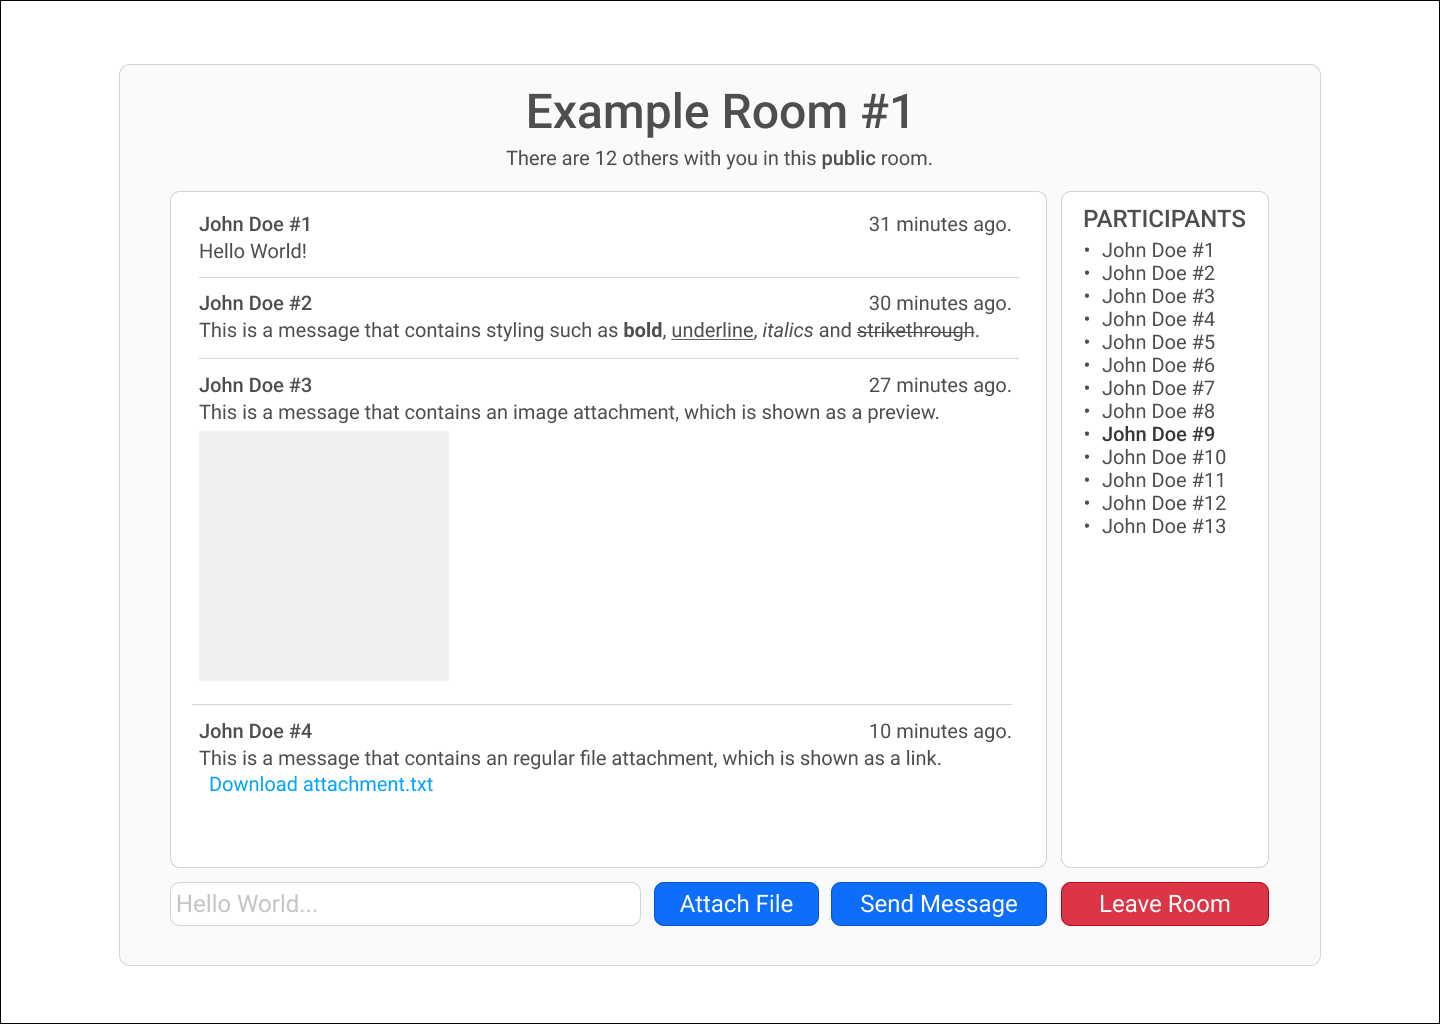 Example Room #1
There are 12 others with you in this public room.
John Doe #1 31 minutes ago.
Hello World!
John Doe #2 30 minutes ago.
This is a message that contains styling such as bold, underline, italics and strikethrough.
John Doe #3 27 minutes ago.
This is a message that contains an image attachment, which is shown as a preview.
John Doe #4 10 minutes ago.
This is a message that contains an regular file attachment, which is shown as a link.
Download attachment.txt
PARTICIPANTS
• John Doe #1
• John Doe #2
• John Doe #3
• John Doe #4
• John Doe #5
• John Doe #6
• John Doe #7
• John Doe #8
• John Doe #9
• John Doe #10
• John Doe #11
• John Doe #12
• John Doe #13
Hello World...
Attach File
Send Message
Leave Room